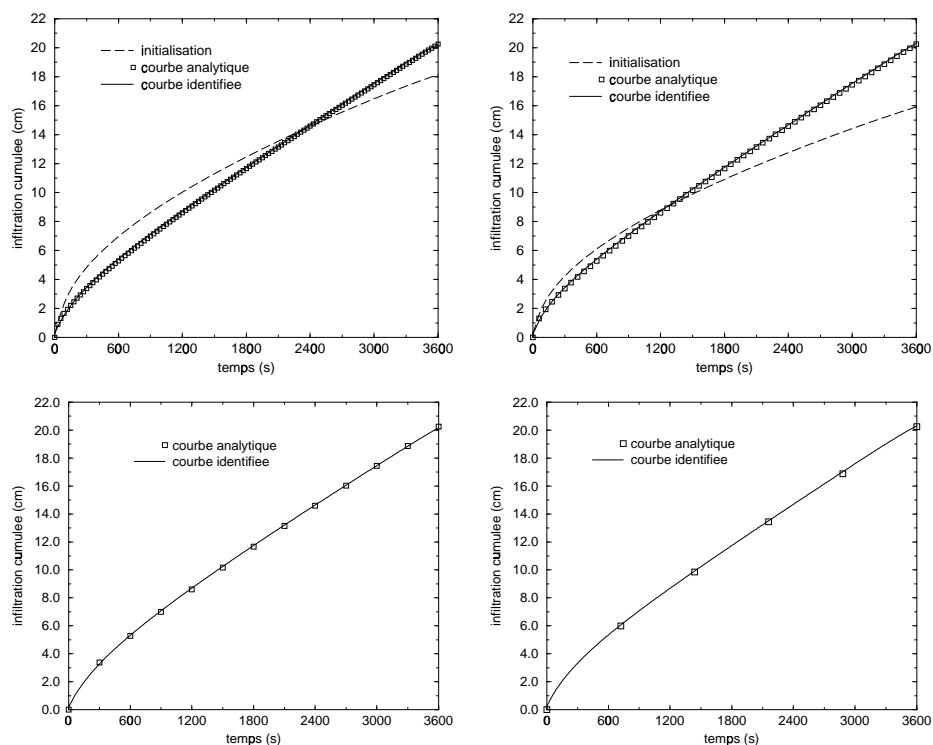 22
20
18
16
14
12
10
8
6
4
2
0
infiltration cumulee (cm)
initialisation
courbe analytique
courbe identifiee
0 600 1200 1800 2400 3000 3600
temps (s)
22
20
18
16
14
12
10
8
6
4
2
0
infiltration cumulee (cm)
initialisation
courbe analytique
courbe identifiee
0 600 1200 1800 2400 3000 3600
temps (s)
22.0
20.0
18.0
16.0
14.0
12.0
10.0
8.0
6.0
4.0
2.0
0.0
infiltration cumulee (cm)
courbe analytique
courbe identifiee
0 600 1200 1800 2400 3000 3600
temps (s)
22.0
20.0
18.0
16.0
14.0
12.0
10.0
8.0
6.0
4.0
2.0
0.0
infiltration cumulee (cm)
courbe analytique
courbe identifiee
0 600 1200 1800 2400 3000 3600
temps (s)